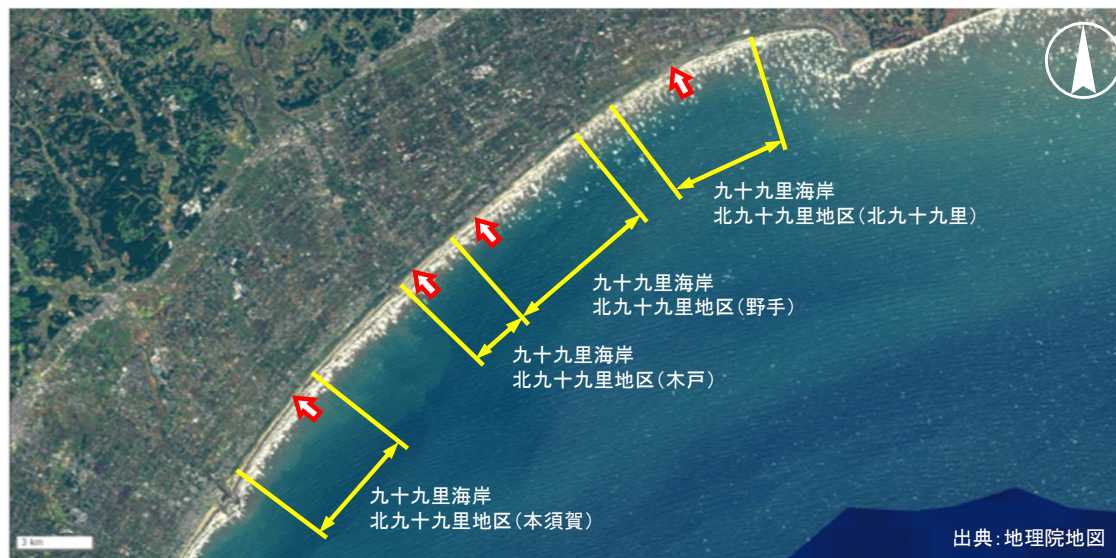 九十九里海岸
北九十九里地区(北九十九里)
九十九里海岸
北九十九里地区(野手)
九十九里海岸
北九十九里地区(木戸)
九十九里海岸
北九十九里地区(本須賀)
3 km
出典:地理院地図